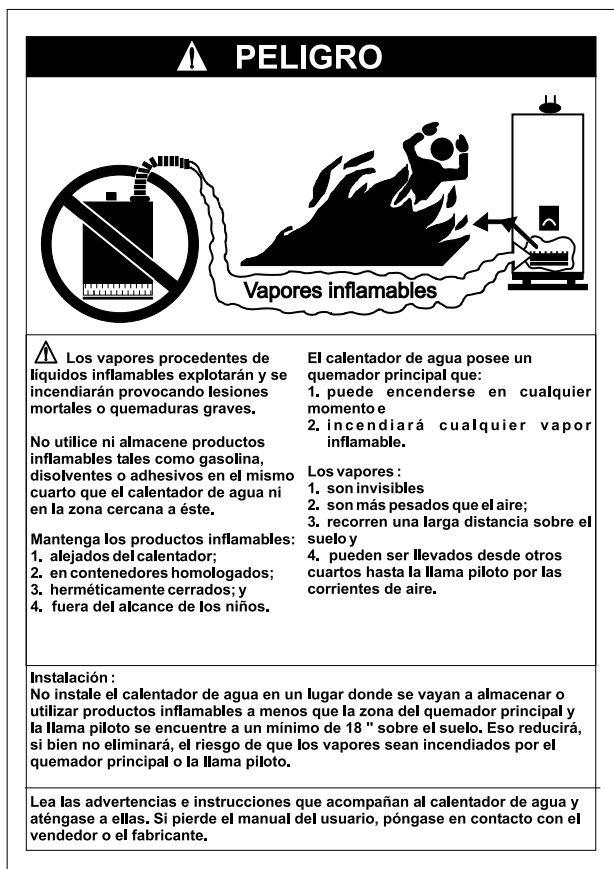 PELIGRO
Vapores inflamables
Los vapores procedentes de
líquidos inflamables explotarán y se
incendiarán provocando lesiones
mortales o quemaduras graves.
No utilice ni almacene productos
inflamables tales como gasolina,
disolventes o adhesivos en el mismo
cuarto que el calentador de agua ni
en la zona cercana a éste.
Mantenga los productos inflamables:
1. alejados del calentador;
2. en contenedores homologados;
3. herméticamente cerrados; y
4. fuera del alcance de los niños.
El calentador de agua posee un
quemador principal que:
1. puede encenderse en cualquier
momento e
2. incendiará cualquier vapor
inflamable.
Los vapores :
1. son invisibles
2. son más pesados que el aire;
3. recorren una larga distancia sobre el
suelo y
4. pueden ser llevados desde otros
cuartos hasta la llama piloto por las
corrientes de aire.
Instalación :
No instale el calentador de agua en un lugar donde se vayan a almacenar o
utilizar productos inflamables a menos que la zona del quemador principal y
la llama piloto se encuentre a un mínimo de 18 " sobre el suelo. Eso reducirá,
si bien no eliminará, el riesgo de que los vapores sean incendiados por el
quemador principal o la llama piloto.
Lea las advertencias e instrucciones que acompañan al calentador de agua y
aténgase a ellas. Si pierde el manual del usuario, póngase en contacto con el
vendedor o el fabricante.